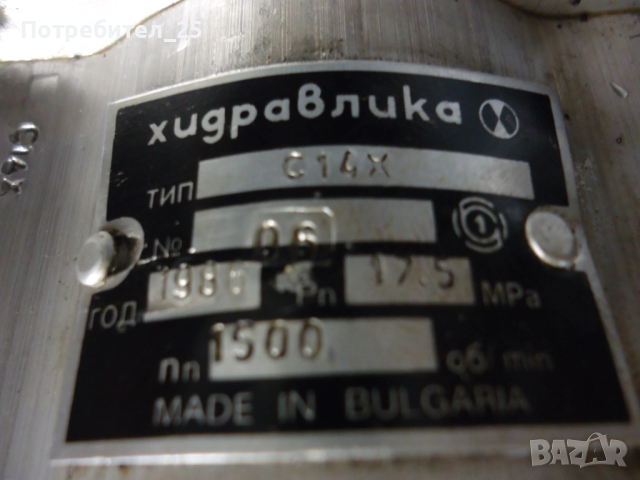 Потребител_25
хидравлика
ТИП С14Х
C14X
С.№ 06
ГОД. Pn 17.5 MPa
nn 1500 об/min
MADE IN BULGARIA
BAZAR